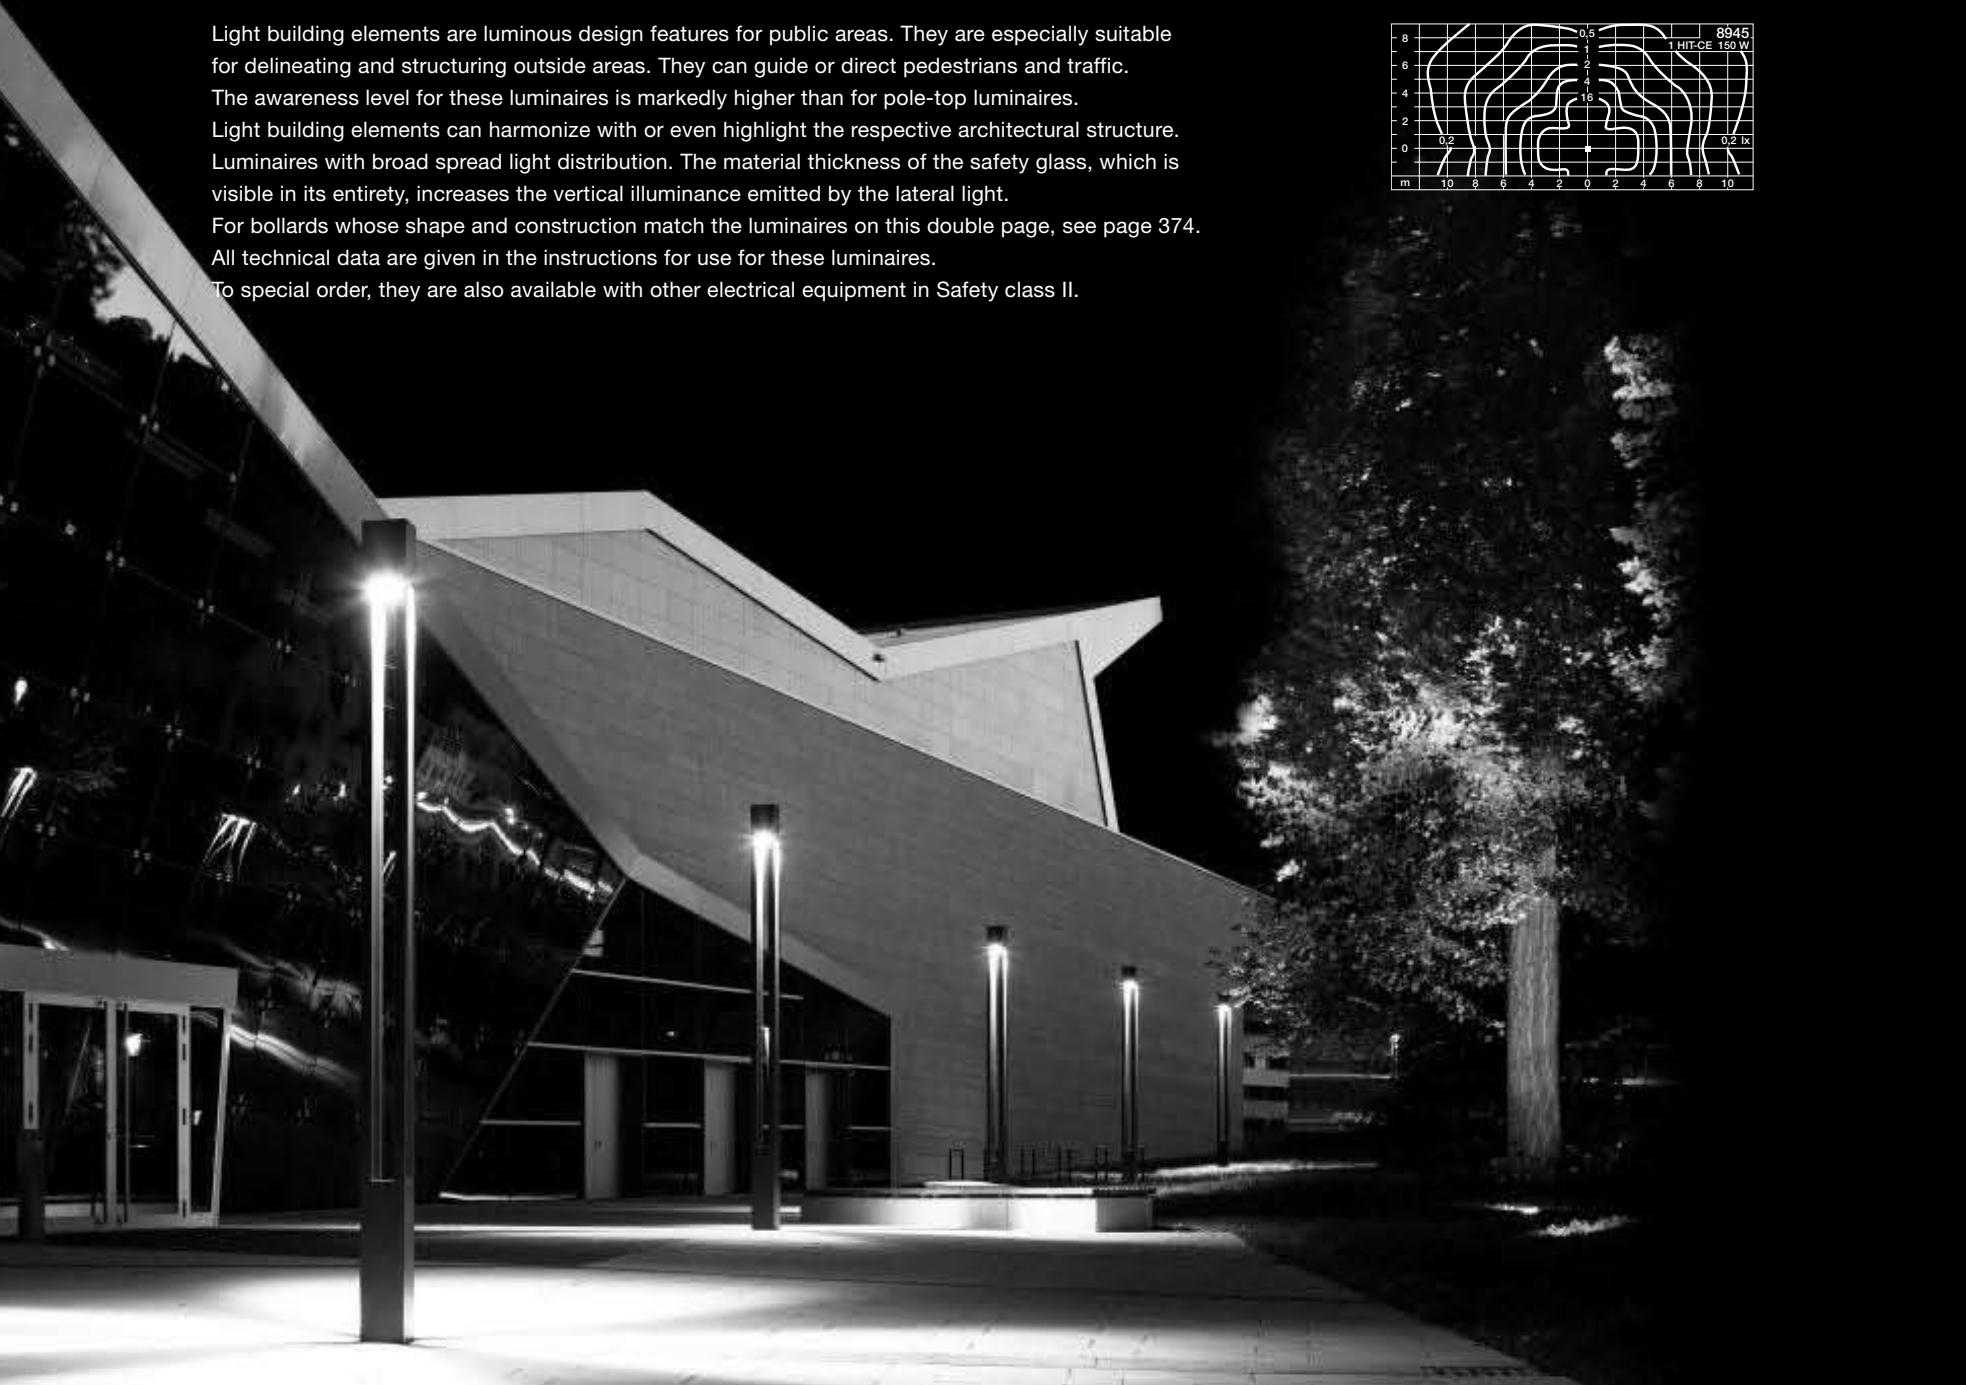 Light building elements are luminous design features for public areas. They are especially suitable
for delineating and structuring outside areas. They can guide or direct pedestrians and traffic.
The awareness level for these luminaires is markedly higher than for pole-top luminaires.
Light building elements can harmonize with or even highlight the respective architectural structure.
Luminaires with broad spread light distribution. The material thickness of the safety glass, which is
visible in its entirety, increases the vertical illuminance emitted by the lateral light.
For bollards whose shape and construction match the luminaires on this double page, see page 374.
All technical data are given in the instructions for use for these luminaires.
To special order, they are also available with other electrical equipment in Safety class II.
8945
1 HIT-CE 150 W
8
6
4
2
0
0,5
1
2
4
16
0,2
0,2 lx
m 10 8 6 4 2 0 2 4 6 8 10